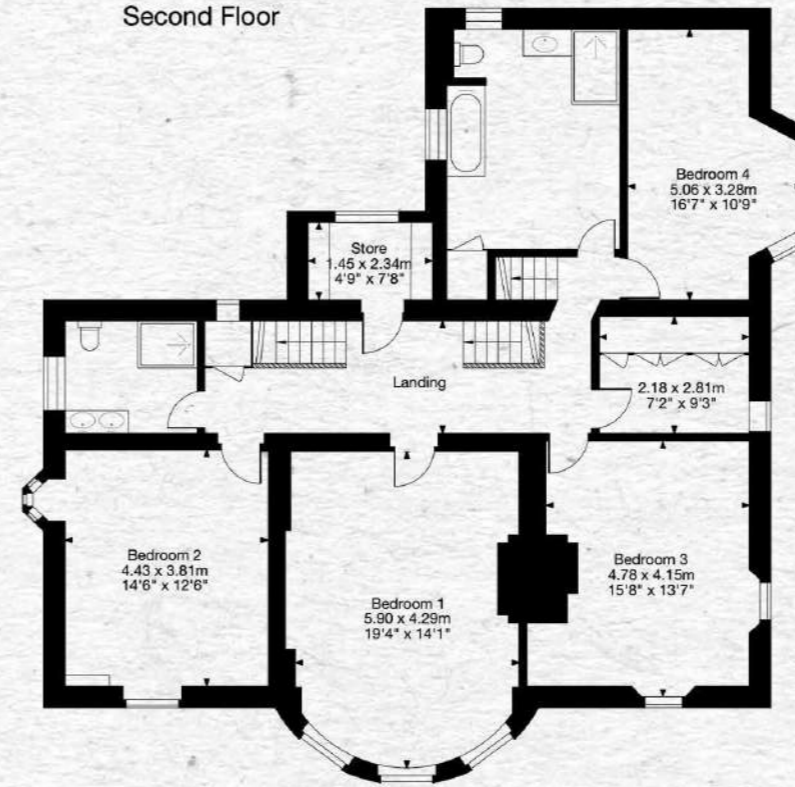 Second Floor
Bedroom 4
5.06 x 3.28m
16'7" x 10'9"
Store
1.45 x 2.34m
4'9" x 7'8"
Landing
2.18 x 2.81m
7'2" x 9'3"
Bedroom 2
4.43 x 3.81m
14'6" x 12'6"
Bedroom 1
5.90 x 4.29m
19'4" x 14'1"
Bedroom 3
4.78 x 4.15m
15'8" x 13'7"